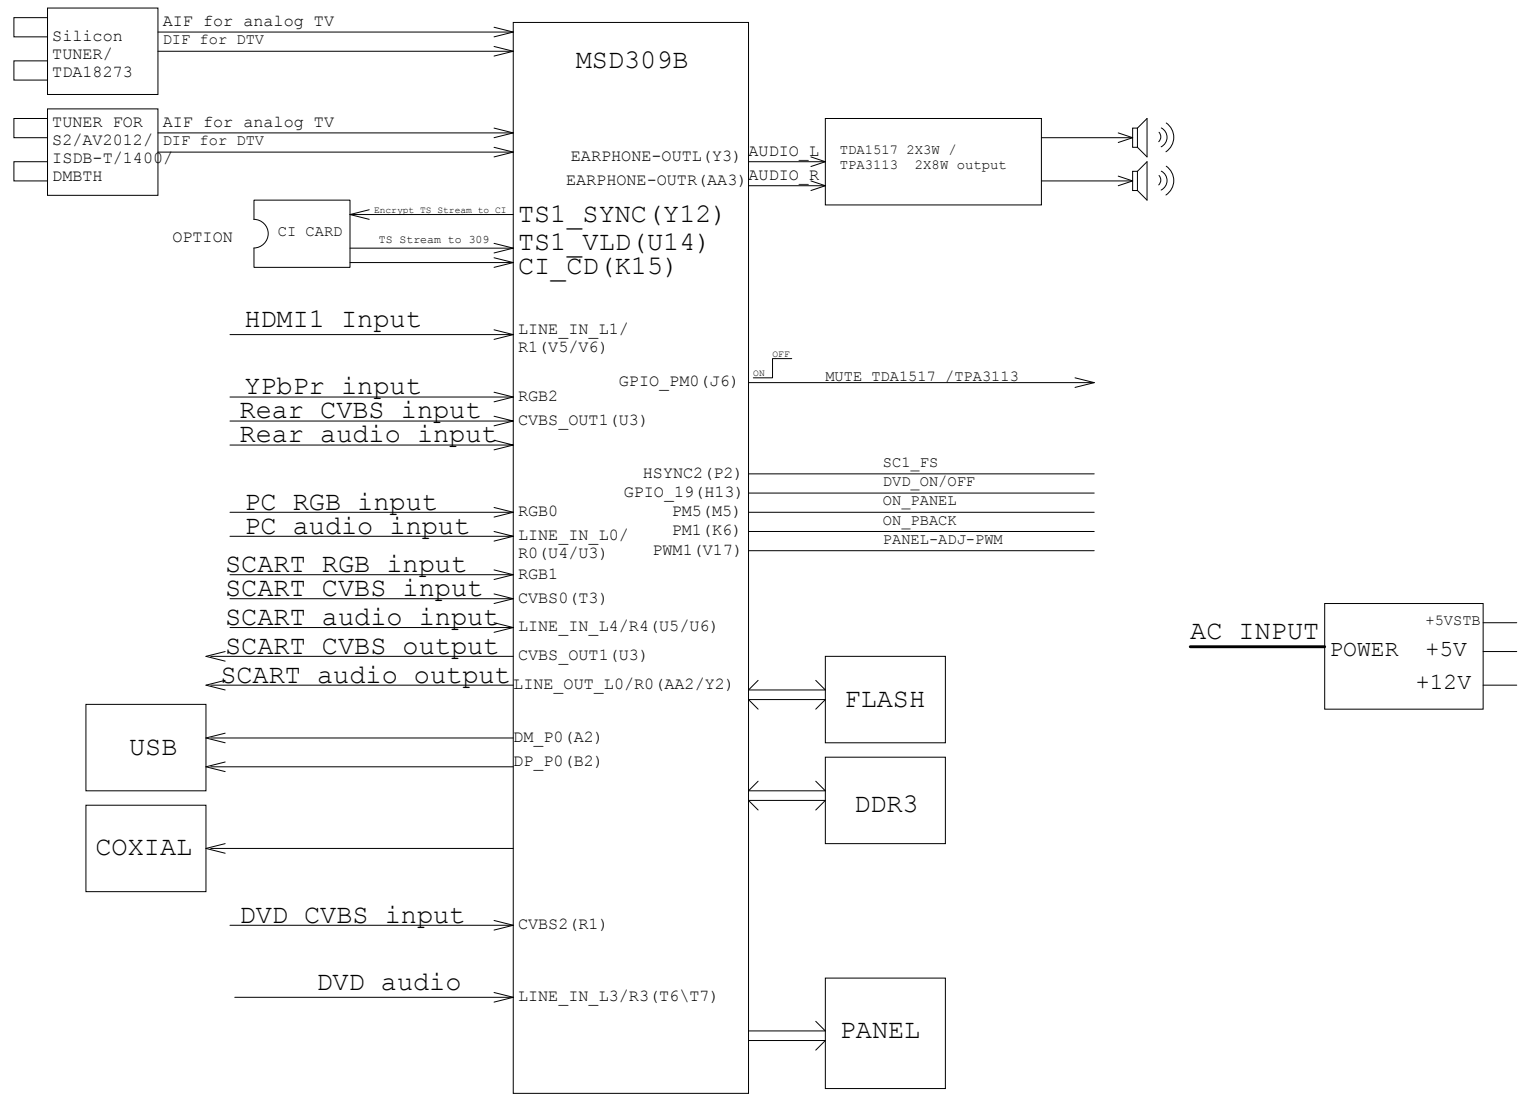 AIF for analog TV
DIF for DTV
Silicon
TUNER/
TDA18273
MSD309B
TUNER FOR
S2/AV2012/
ISDB-T/1400/
DMBTH
AIF for analog TV
DIF for DTV
EARPHONE-OUTL(Y3)
EARPHONE-OUTR(AA3)
AUDIO_L
AUDIO_R
TDA1517 2X3W /
TPA3113 2X8W output
OPTION
CI CARD
Encrypt TS Stream to CI
TS Stream to 309
TS1_SYNC(Y12)
TS1_VLD(U14)
CI_CD(K15)
HDMI1 Input
LINE_IN_L1/
R1(V5/V6)
GPIO_PM0(J6)
ON
OFF
MUTE TDA1517 /TPA3113
YPbPr input
RGB2
Rear CVBS input
CVBS_OUT1(U3)
Rear audio input
HSYNC2(P2)
SC1_FS
GPIO_19(H13)
DVD_ON/OFF
PM5(M5)
ON_PANEL
PM1(K6)
ON_PBACK
PWM1(V17)
PANEL-ADJ-PWM
PC RGB input
RGB0
PC audio input
LINE_IN_L0/
R0(U4/U3)
SCART RGB input
RGB1
SCART CVBS input
CVBS0(T3)
SCART audio input
LINE_IN_L4/R4(U5/U6)
SCART CVBS output
CVBS_OUT1(U3)
SCART audio output
LINE_OUT_L0/R0(AA2/Y2)
AC INPUT
POWER
+5VSTB
+5V
+12V
FLASH
USB
DM_P0(A2)
DP_P0(B2)
DDR3
COXIAL
DVD CVBS input
CVBS2(R1)
DVD audio
LINE_IN_L3/R3(T6\T7)
PANEL